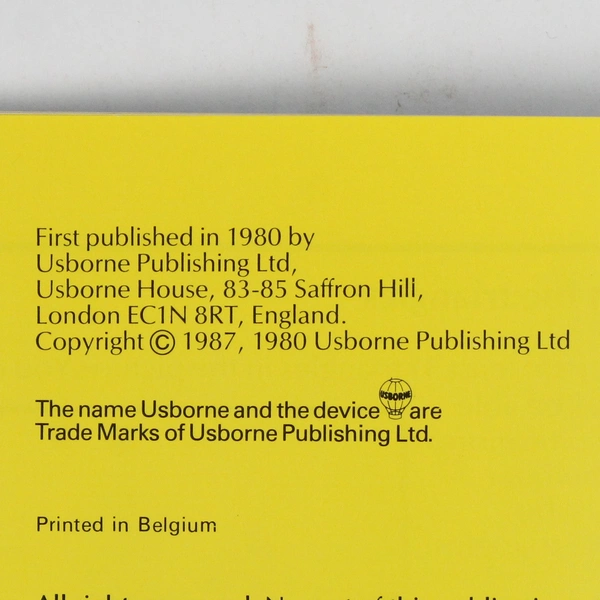 First published in 1980 by
Usborne Publishing Ltd,
Usborne House, 83-85 Saffron Hill,
London EC1N 8RT, England.
Copyright © 1987, 1980 Usborne Publishing Ltd
The name Usborne and the device USBORNE are
Trade Marks of Usborne Publishing Ltd.
Printed in Belgium